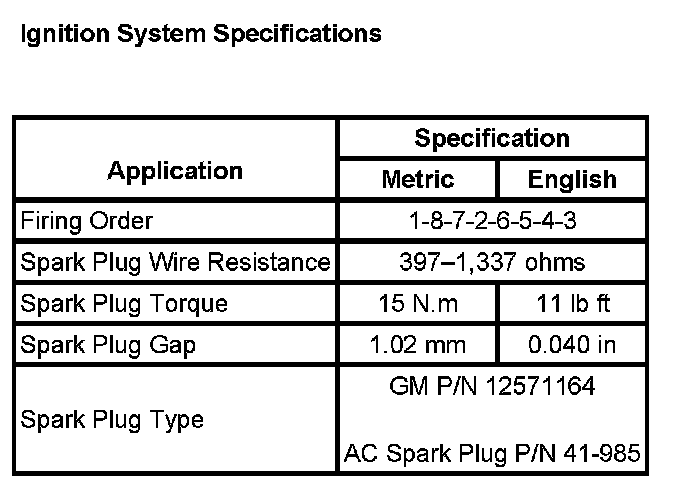 Ignition System Specifications
Application
Specification
Metric English
Firing Order 1-8-7-2-6-5-4-3
Spark Plug Wire Resistance 397–1,337 ohms
Spark Plug Torque 15 N.m 11 lb ft
Spark Plug Gap 1.02 mm 0.040 in
Spark Plug Type
GM P/N 12571164
AC Spark Plug P/N 41-985